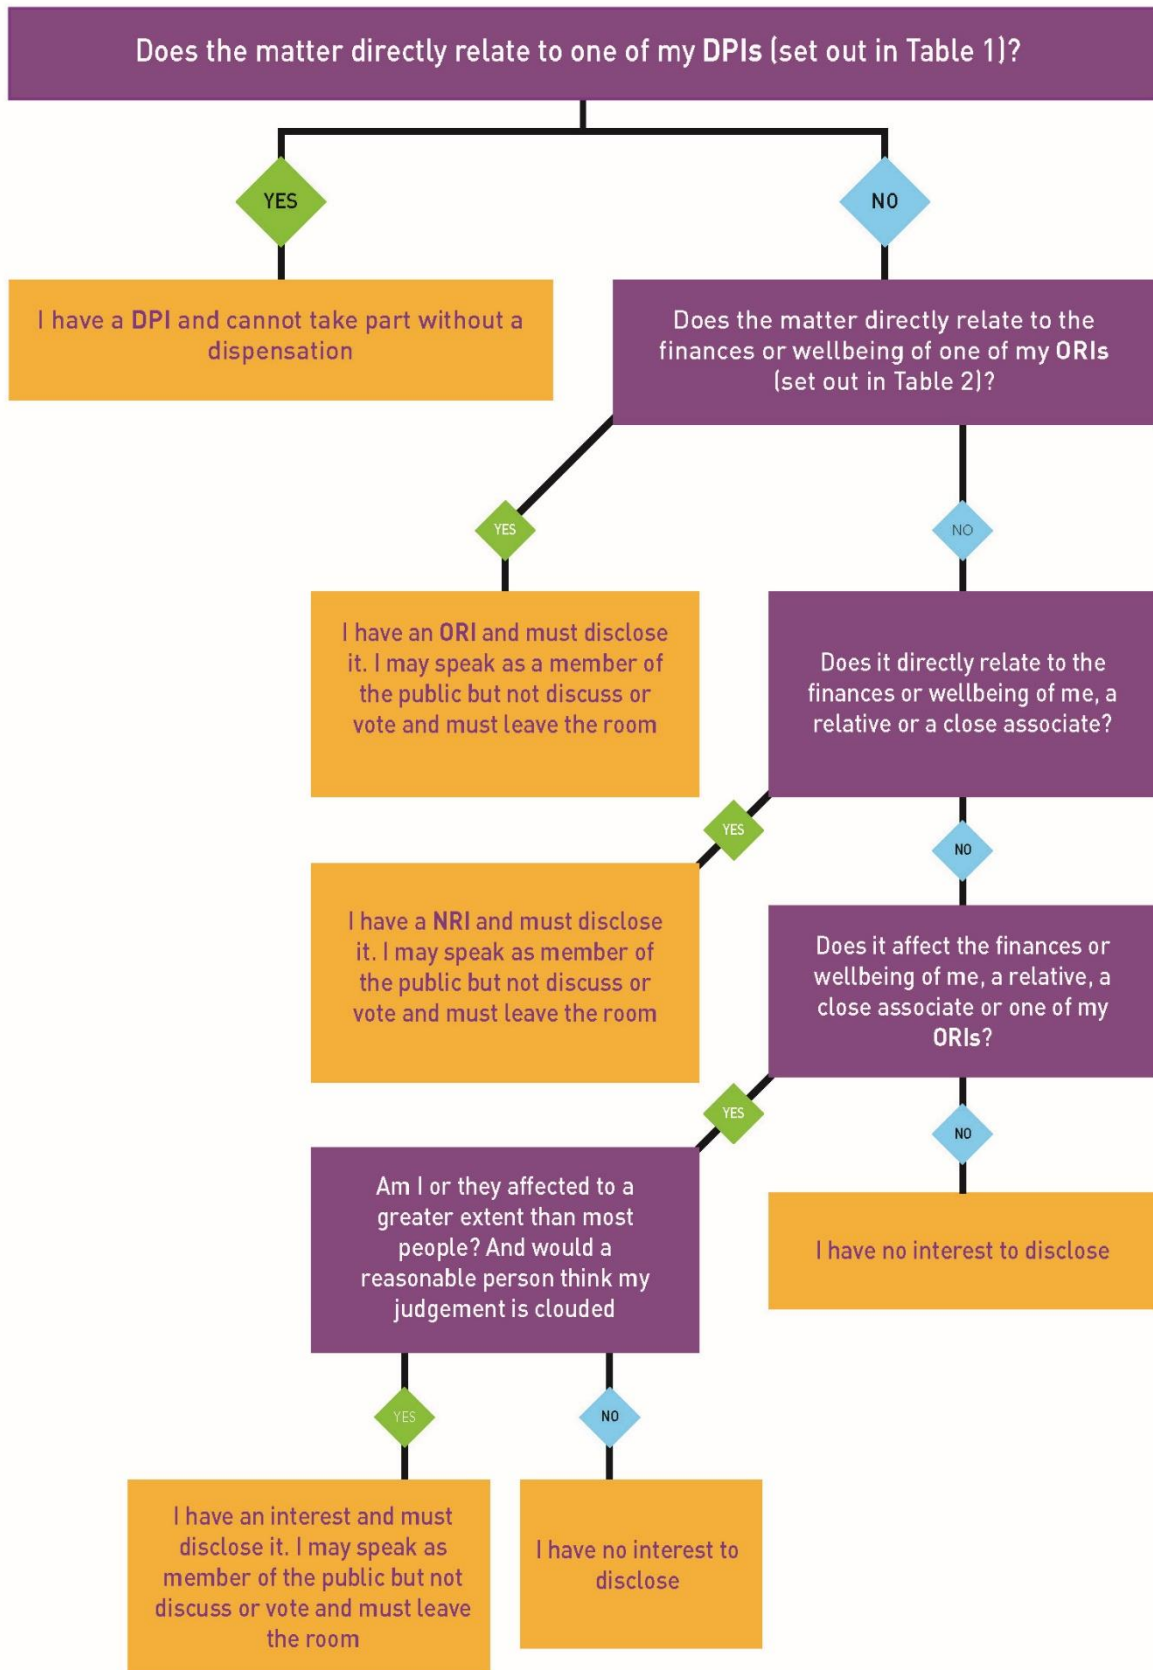 Does the matter directly relate to one of my DPIs (set out in Table 1)?
YES
NO
I have a DPI and cannot take part without a
dispensation
Does the matter directly relate to the
finances or wellbeing of one of my ORIs
(set out in Table 2)?
YES
NO
I have an ORI and must disclose
it. I may speak as a member of
the public but not discuss or
vote and must leave the room
Does it directly relate to the
finances or wellbeing of me, a
relative or a close associate?
YES
NO
I have a NRI and must disclose
it. I may speak as member of
the public but not discuss or
vote and must leave the room
Does it affect the finances or
wellbeing of me, a relative, a
close associate or one of my
ORIs?
YES
NO
Am I or they affected to a
greater extent than most
people? And would a
reasonable person think my
judgement is clouded
I have no interest to disclose
YES
NO
I have an interest and must
disclose it. I may speak as
member of the public but not
discuss or vote and must leave
the room
I have no interest to
disclose